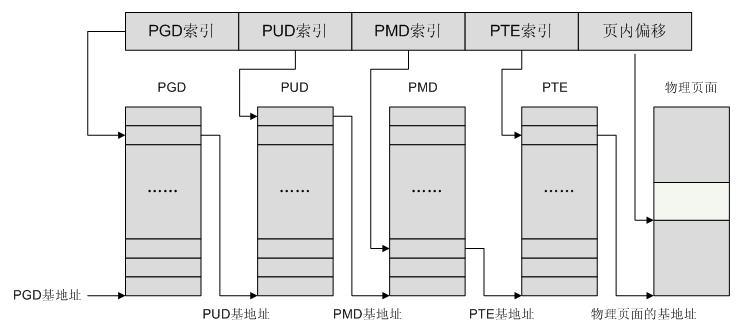 PGD索引 PUD索引 PMD索引 PTE索引 页内偏移
PGD PUD PMD PTE 物理页面
…… …… …… ……
PGD基地址
PUD基地址 PMD基地址 PTE基地址 物理页面的基地址